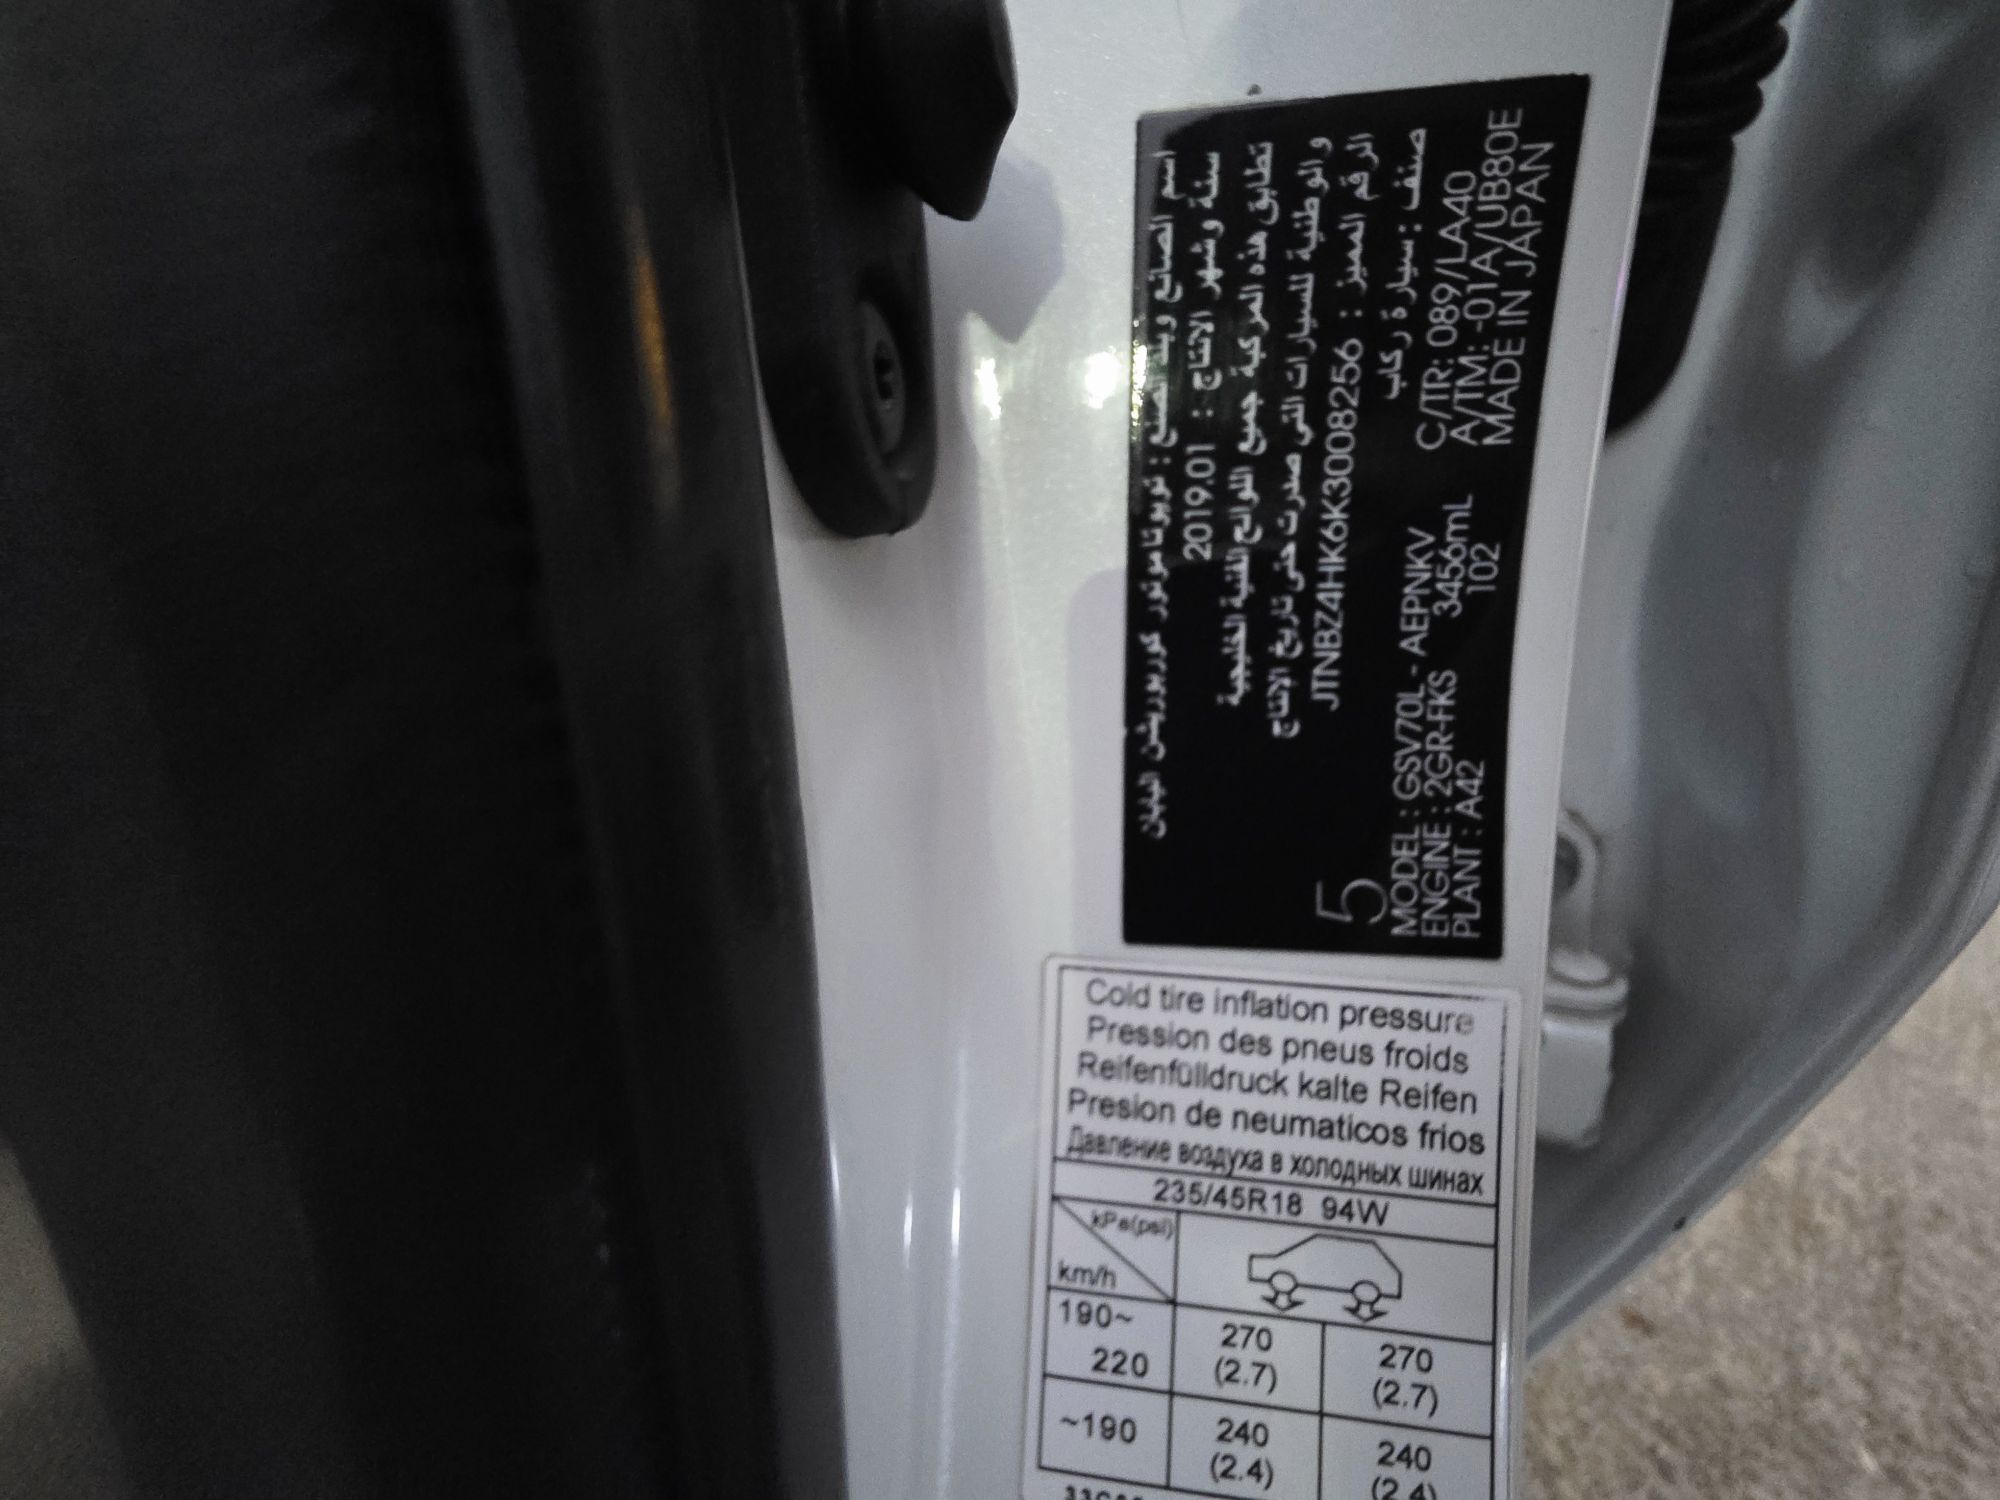 اسم الصانع وبلد الصنع : تويوتا موتور كوربوريشن اليابان
سنة وشهر الانتاج : 2019.01
تطابق هذه المركبة جميع اللوائح الفنية الخليجية
و الوطنية للسيارات التي صدرت حتى تاريخ الإنتاج
الرقم المميز : JTNBZ4HK6K3008256
صنف : سيارة ركاب
5
MODEL : GSV70L - AEPNKV C/TR: 089/LA40
ENGINE : 2GR-FKS 3456mL A/TM: -01A/UB80E
PLANT : A42 102 MADE IN JAPAN
Cold tire inflation pressure
Pression des pneus froids
Reifenfülldruck kalte Reifen
Presion de neumaticos frios
Давление воздуха в холодных шинах
235/45R18 94W
kPa(psi)
km/h
190~
220
270
(2.7)
270
(2.7)
~190
240
(2.4)
240
(2.4)